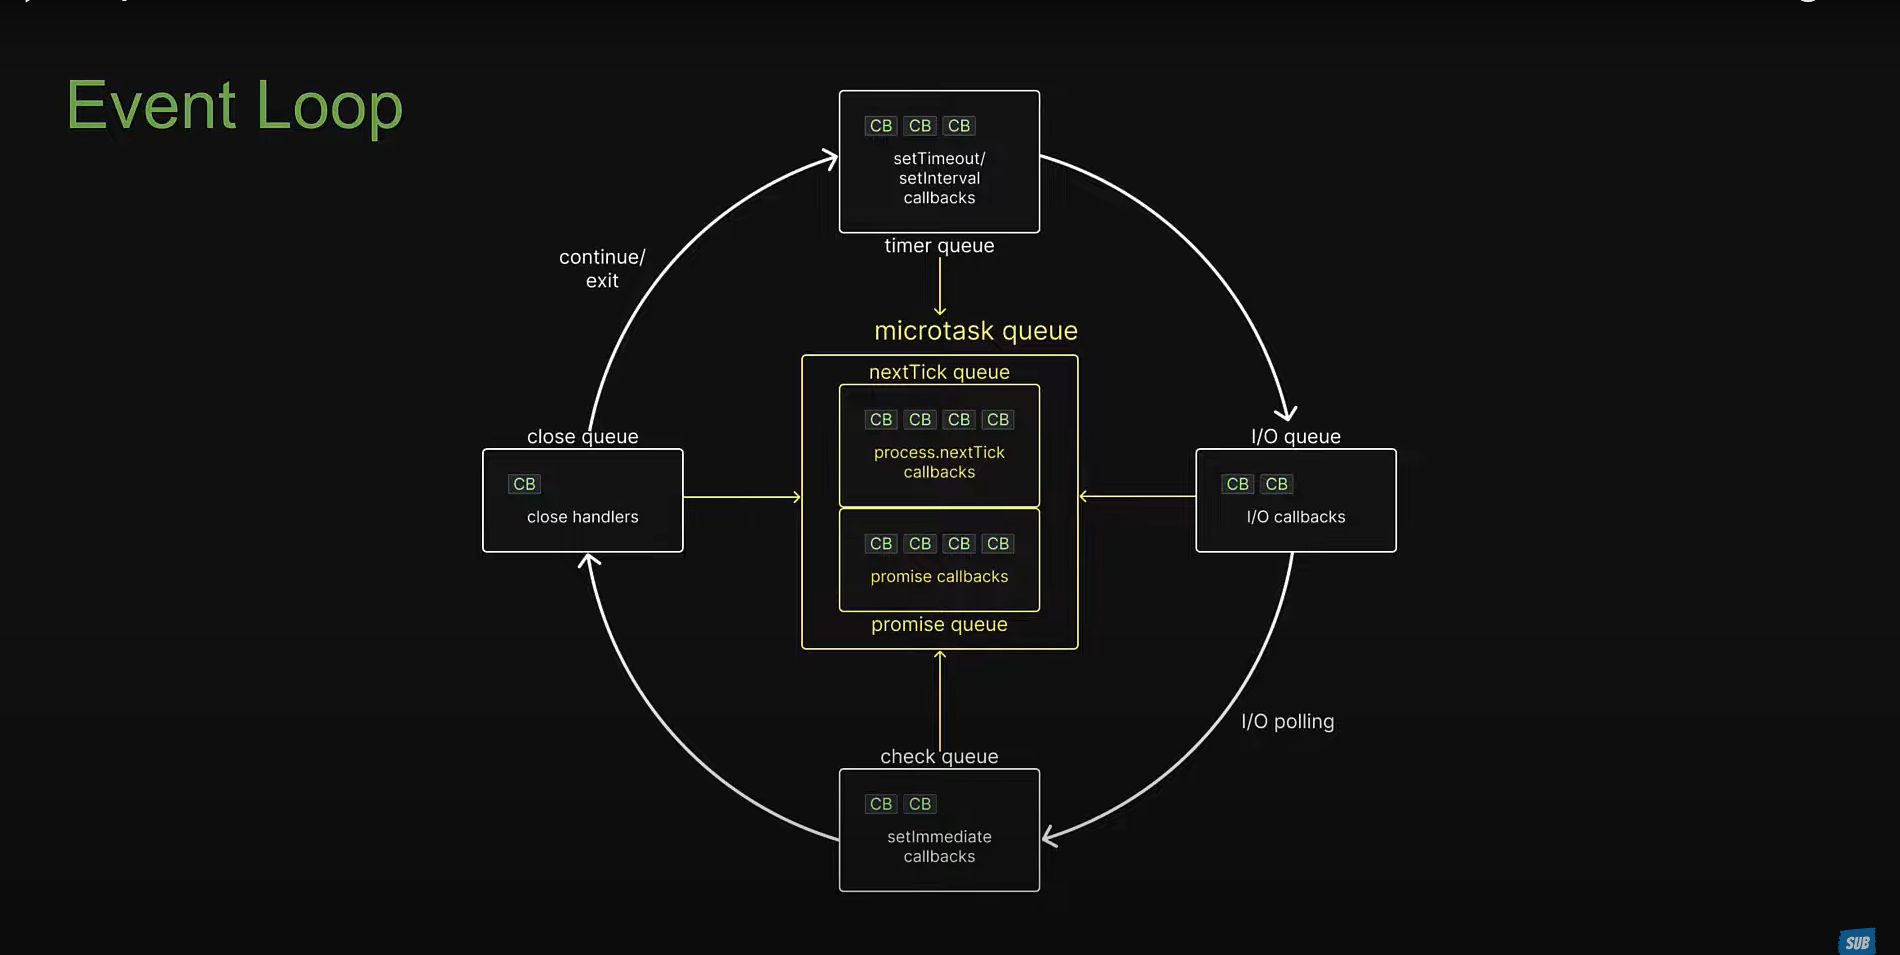 Event Loop
CB CB CB
setTimeout/
setInterval
callbacks
timer queue
continue/
exit
microtask queue
nextTick queue
CB CB CB CB
process.nextTick
callbacks
CB CB CB CB
promise callbacks
promise queue
close queue
CB
close handlers
I/O queue
CB CB
I/O callbacks
I/O polling
check queue
CB CB
setImmediate
callbacks
SUB